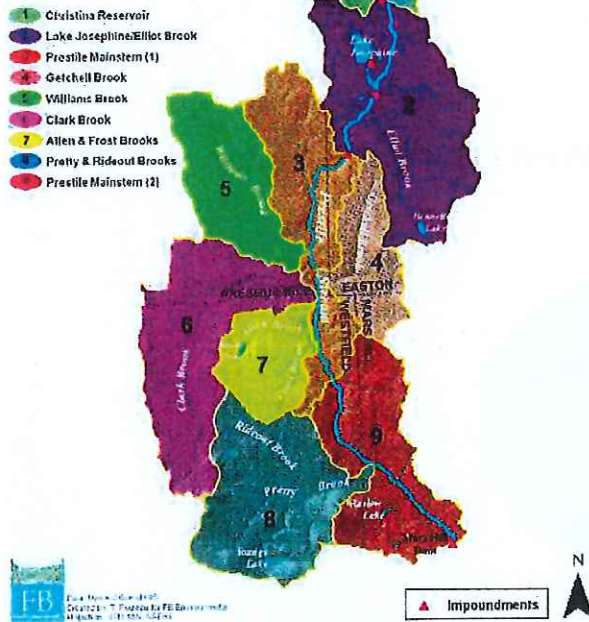 1 Christina Reservoir
2 Lake Josephine/Elliot Brook
3 Prestile Mainstem (1)
4 Getchell Brook
5 Williams Brook
6 Clark Brook
7 Allen & Frost Brooks
8 Pretty & Rideout Brooks
9 Prestile Mainstem (2)
Lake
Josephine
2
Elliot Brook
3
5
Lake
4
EASTON
WESTFIELD
6
Clark Brook
7
9
Rideout Brook
Pretty Brook
8
Lake
Lake
FB
Impoundments
N